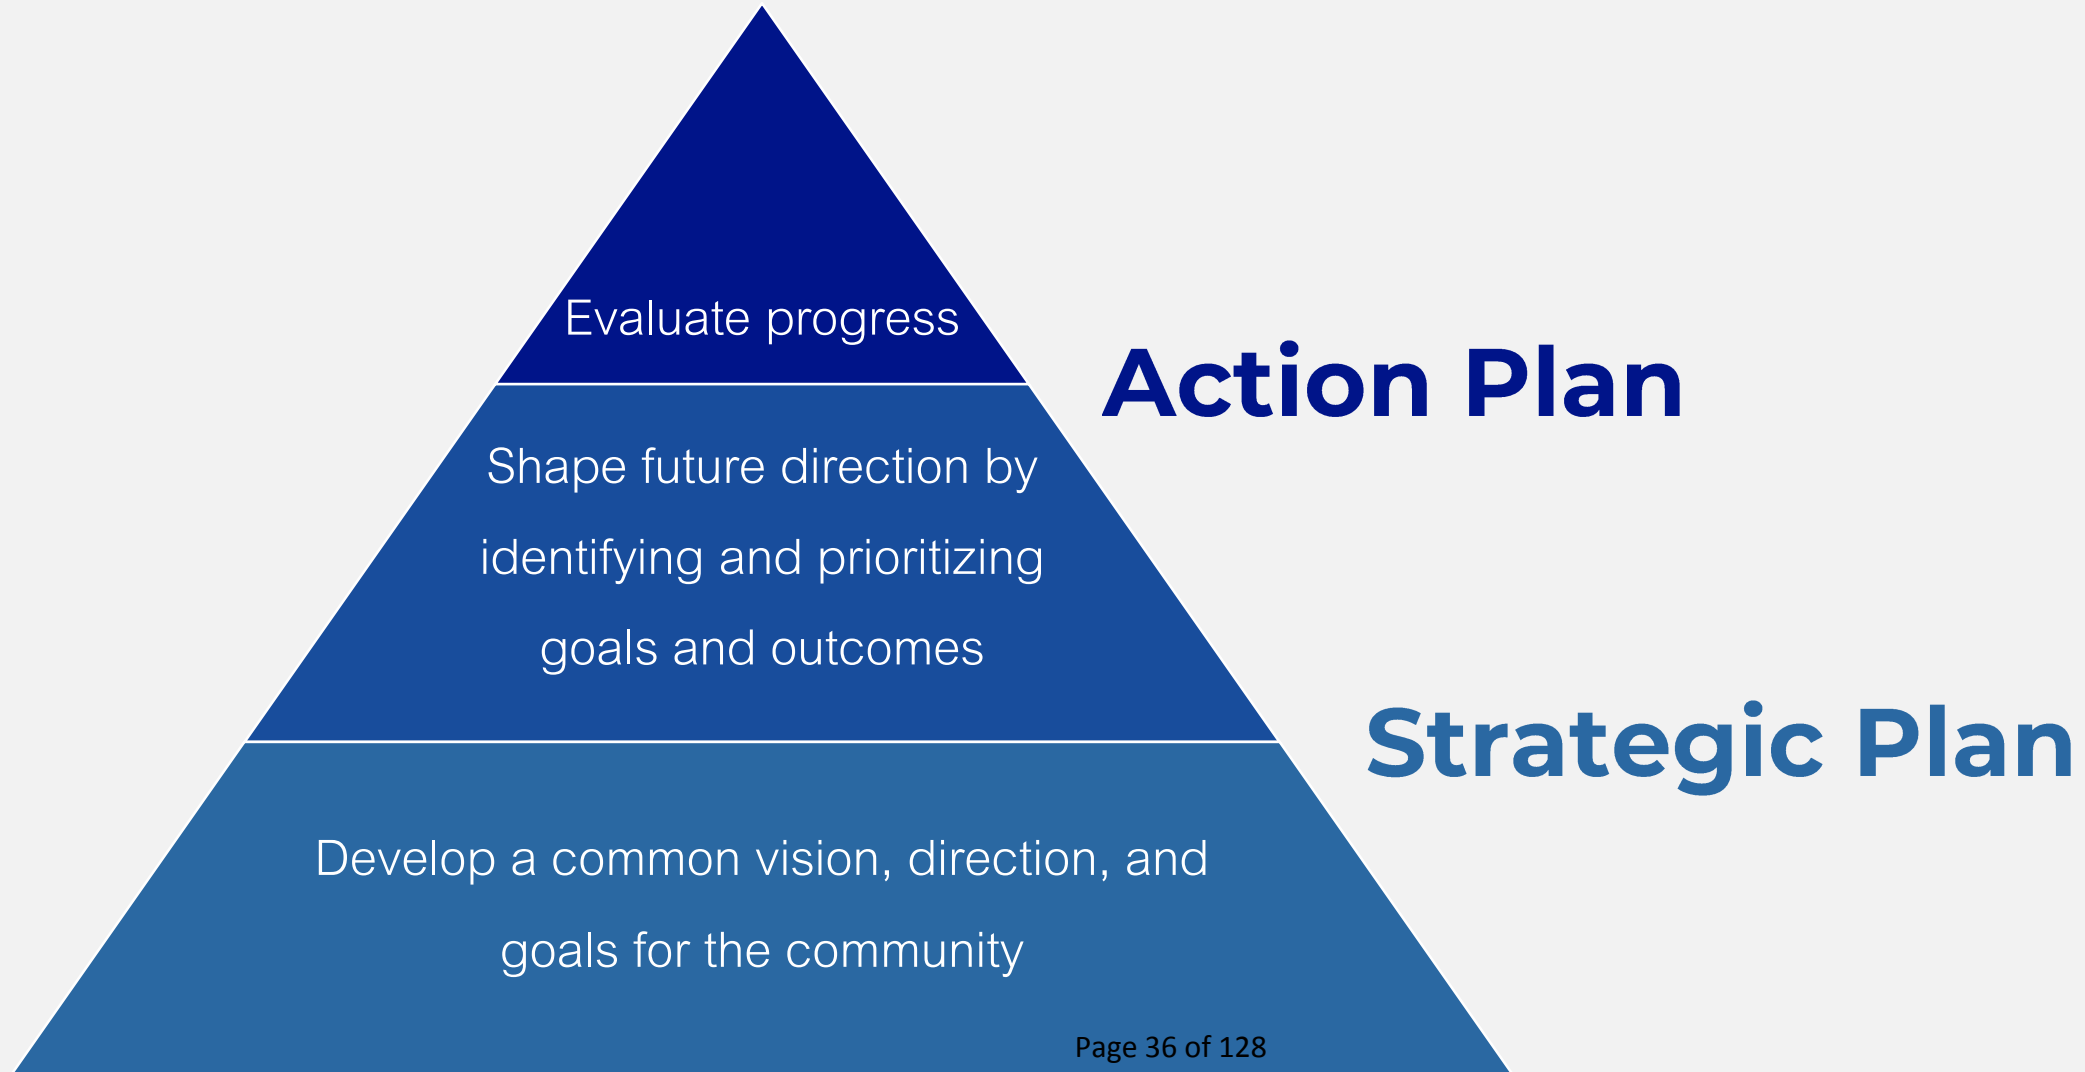 Evaluate progress
Action Plan
Shape future direction by
identifying and prioritizing
goals and outcomes
Strategic Plan
Develop a common vision, direction, and
goals for the community
Page 36 of 128